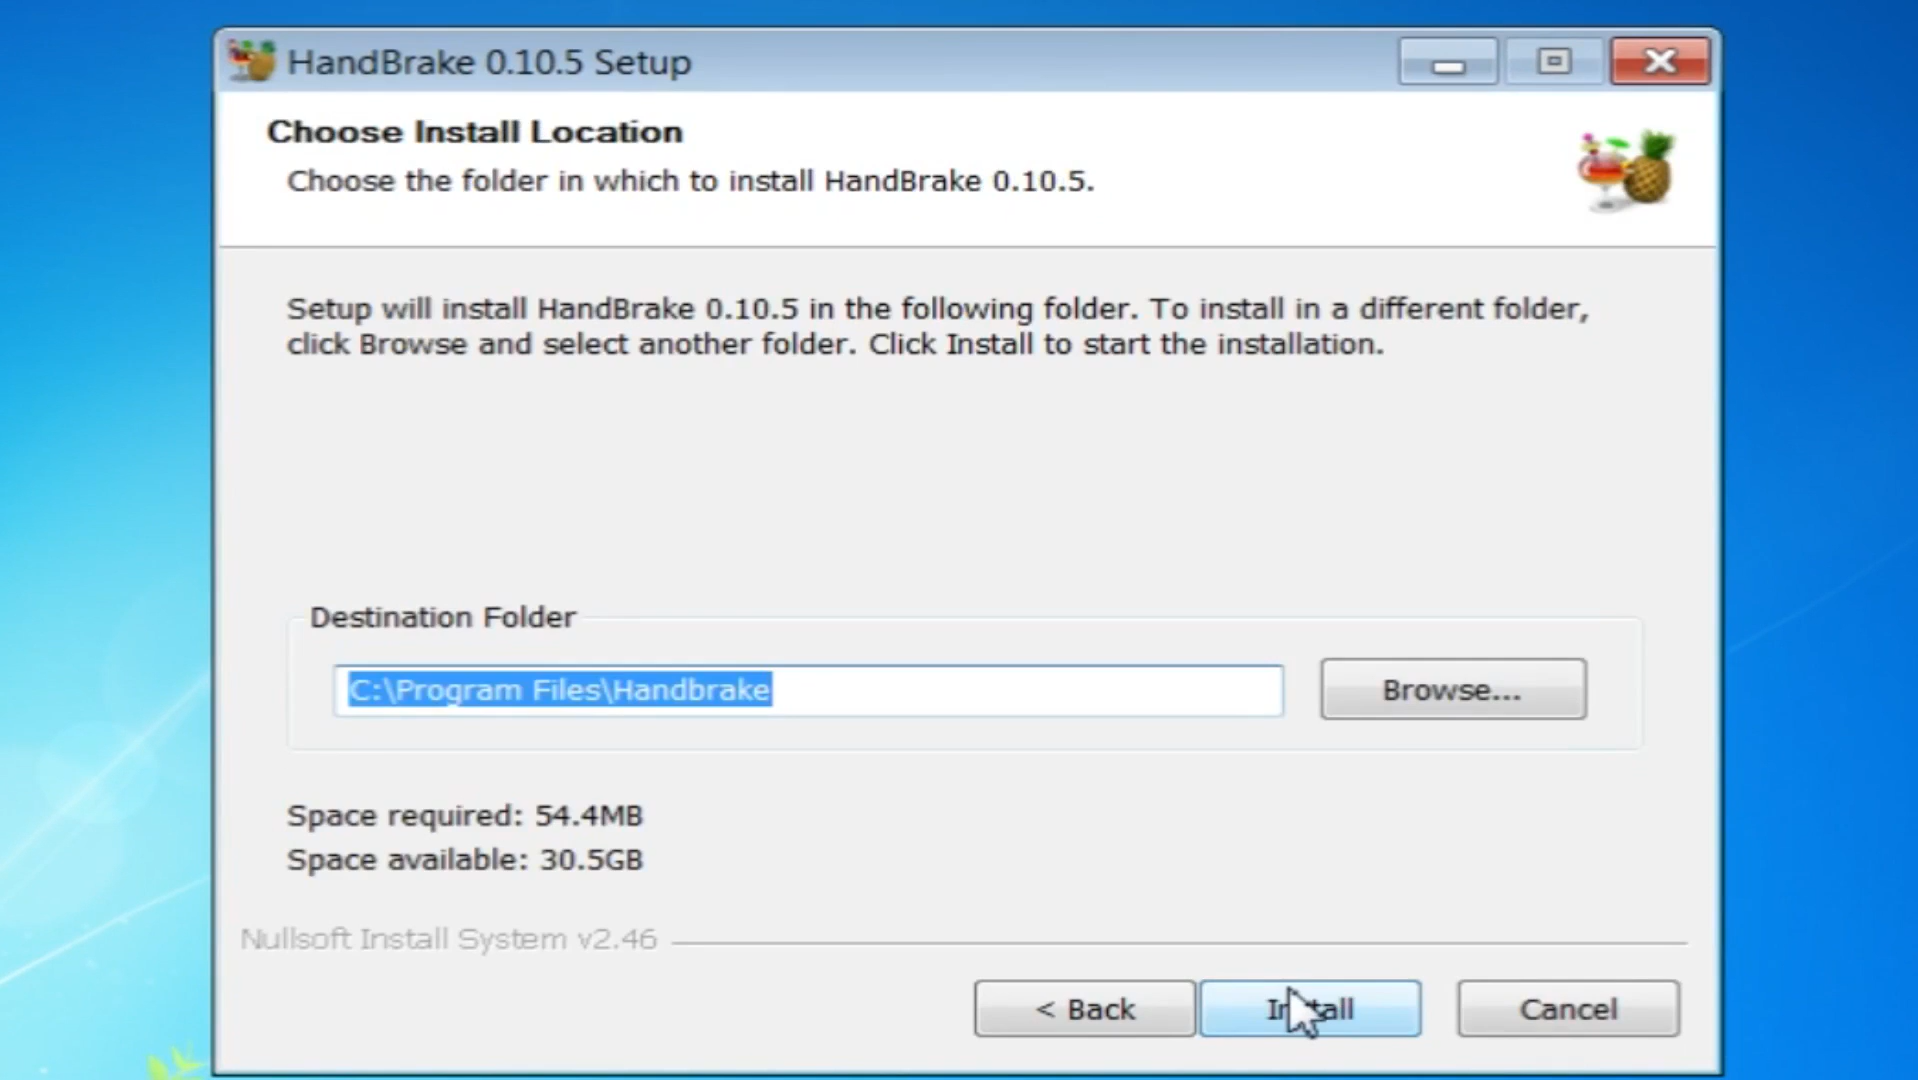 HandBrake 0.10.5 Setup
Choose Install Location
Choose the folder in which to install HandBrake 0.10.5.
Setup will install HandBrake 0.10.5 in the following folder. To install in a different folder,
click Browse and select another folder. Click Install to start the installation.
Destination Folder
C:\Program Files\Handbrake
Browse...
Space required: 54.4MB
Space available: 30.5GB
Nullsoft Install System v2.46
< Back
Install
Cancel